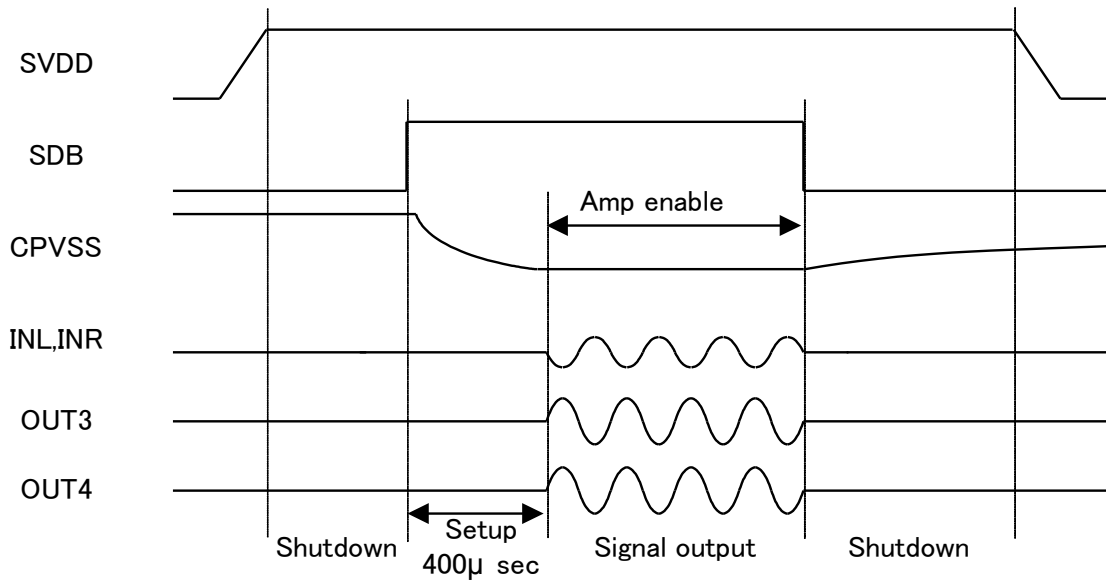 SVDD
SDB
Amp enable
CPVSS
INL,INR
OUT3
OUT4
Setup
400μ sec
Shutdown
Signal output
Shutdown